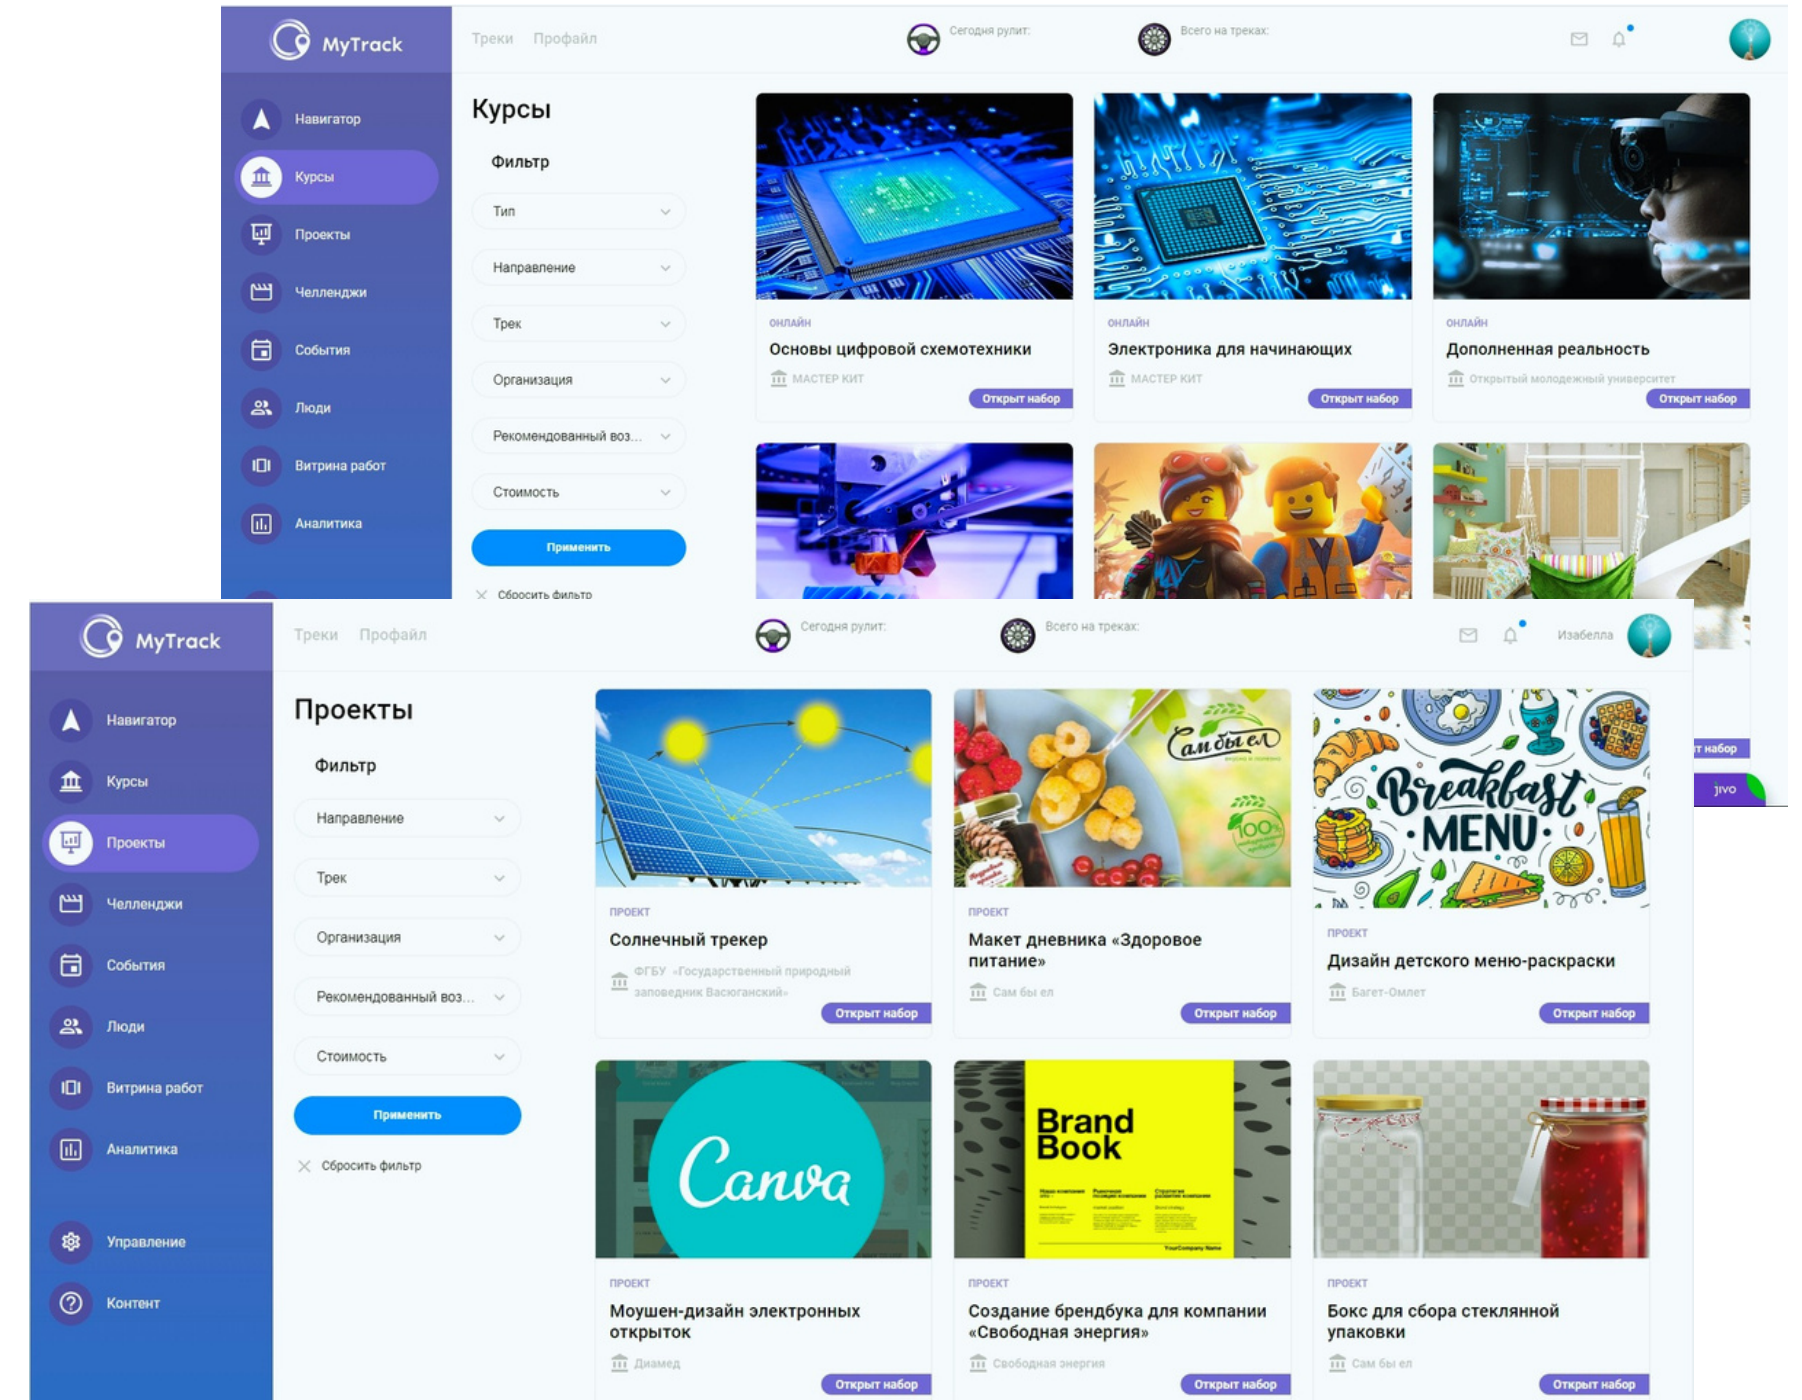 MyTrack
Треки Профайл
Сегодня рулит:
Всего на треках:
Навигатор
Курсы
Проекты
Челленджи
События
Люди
Витрина работ
Аналитика
Курсы
Фильтр
Тип
Направление
Трек
Организация
Рекомендованный воз...
Стоимость
Применить
Сбросить фильтр
ОНЛАЙН
Основы цифровой схемотехники
МАСТЕР КИТ
Открыт набор
ОНЛАЙН
Электроника для начинающих
МАСТЕР КИТ
Открыт набор
ОНЛАЙН
Дополненная реальность
Открытый молодежный университет
Открыт набор
т набор
jivo
MyTrack
Треки Профайл
Сегодня рулит:
Всего на треках:
Изабелла
Навигатор
Курсы
Проекты
Челленджи
События
Люди
Витрина работ
Аналитика
Управление
Контент
Проекты
Фильтр
Направление
Трек
Организация
Рекомендованный воз...
Стоимость
Применить
Сбросить фильтр
Сам бы ел
вкусно и полезно
100%
ПРОЕКТ
Солнечный трекер
ФГБУ «Государственный природный
заповедник Васюганский»
Открыт набор
ПРОЕКТ
Макет дневника «Здоровое
питание»
Сам бы ел
Открыт набор
Breakfast
MENU
ПРОЕКТ
Дизайн детского меню-раскраски
Багет-Омлет
Открыт набор
Canva
ПРОЕКТ
Моушен-дизайн электронных
открыток
Диамед
Открыт набор
Brand
Book
YourCompany Name
ПРОЕКТ
Создание брендбука для компании
«Свободная энергия»
Свободная энергия
Открыт набор
ПРОЕКТ
Бокс для сбора стеклянной
упаковки
Сам бы ел
Открыт набор